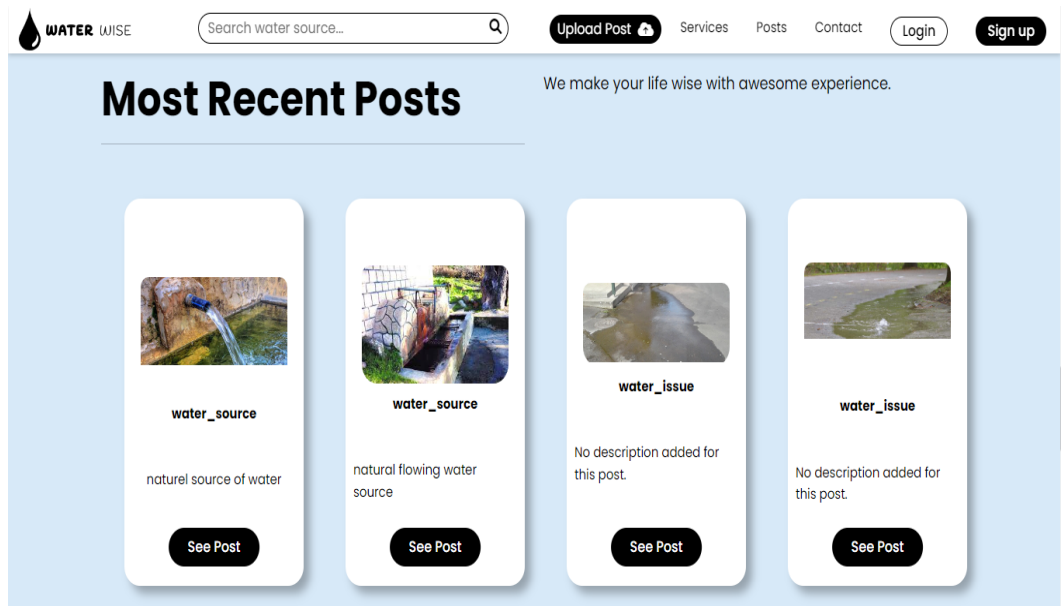 WATER WISE
Search water source...
Upload Post
Services
Posts
Contact
Login
Sign up
Most Recent Posts
We make your life wise with awesome experience.
water_source
naturel source of water
See Post
water_source
natural flowing water
source
See Post
water_issue
No description added for
this post.
See Post
water_issue
No description added for
this post.
See Post